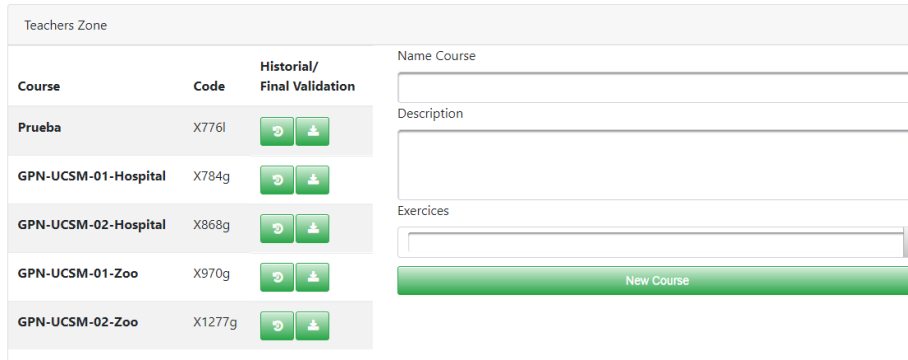 Teachers Zone
Course Code Historial/
Final Validation
Prueba X776l
GPN-UCSM-01-Hospital X784g
GPN-UCSM-02-Hospital X868g
GPN-UCSM-01-Zoo X970g
GPN-UCSM-02-Zoo X1277g
Name Course
Description
Exercices
New Course